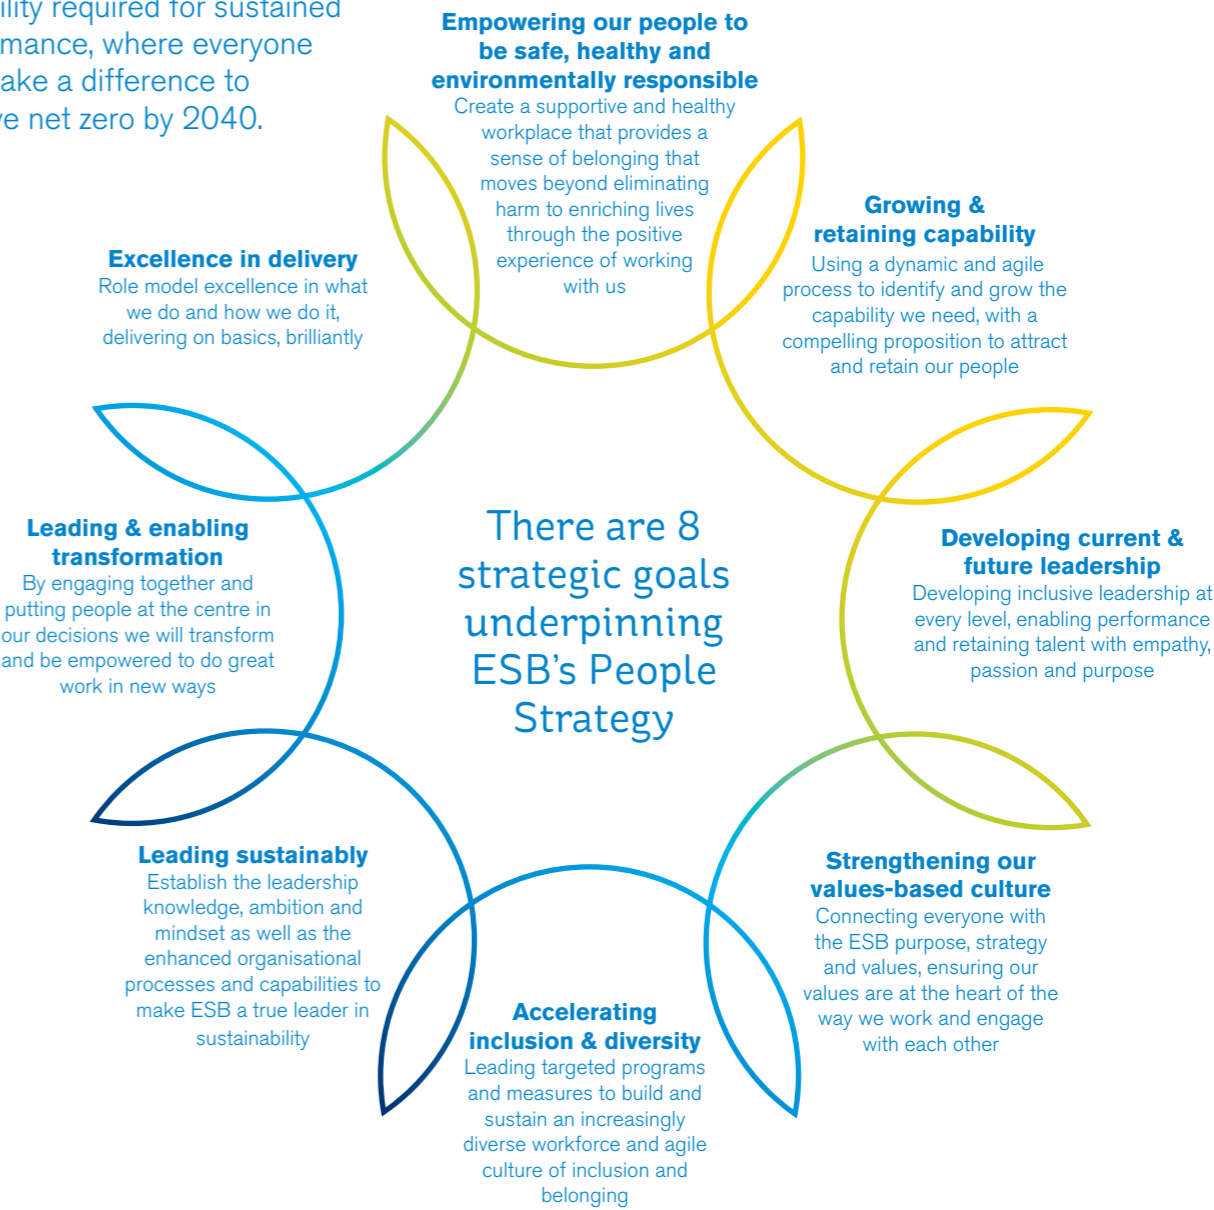 ility required for sustained
mance, where everyone
ake a difference to
ve net zero by 2040.
Empowering our people to
be safe, healthy and
environmentally responsible
Create a supportive and healthy
workplace that provides a
sense of belonging that
moves beyond eliminating
harm to enriching lives
through the positive
experience of working
with us
Growing &
retaining capability
Using a dynamic and agile
process to identify and grow the
capability we need, with a
compelling proposition to attract
and retain our people
Developing current &
future leadership
Developing inclusive leadership at
every level, enabling performance
and retaining talent with empathy,
passion and purpose
Strengthening our
values-based culture
Connecting everyone with
the ESB purpose, strategy
and values, ensuring our
values are at the heart of the
way we work and engage
with each other
Accelerating
inclusion & diversity
Leading targeted programs
and measures to build and
sustain an increasingly
diverse workforce and agile
culture of inclusion and
belonging
Leading sustainably
Establish the leadership
knowledge, ambition and
mindset as well as the
enhanced organisational
processes and capabilities to
make ESB a true leader in
sustainability
Leading & enabling
transformation
By engaging together and
putting people at the centre in
our decisions we will transform
and be empowered to do great
work in new ways
Excellence in delivery
Role model excellence in what
we do and how we do it,
delivering on basics, brilliantly
There are 8
strategic goals
underpinning
ESB's People
Strategy